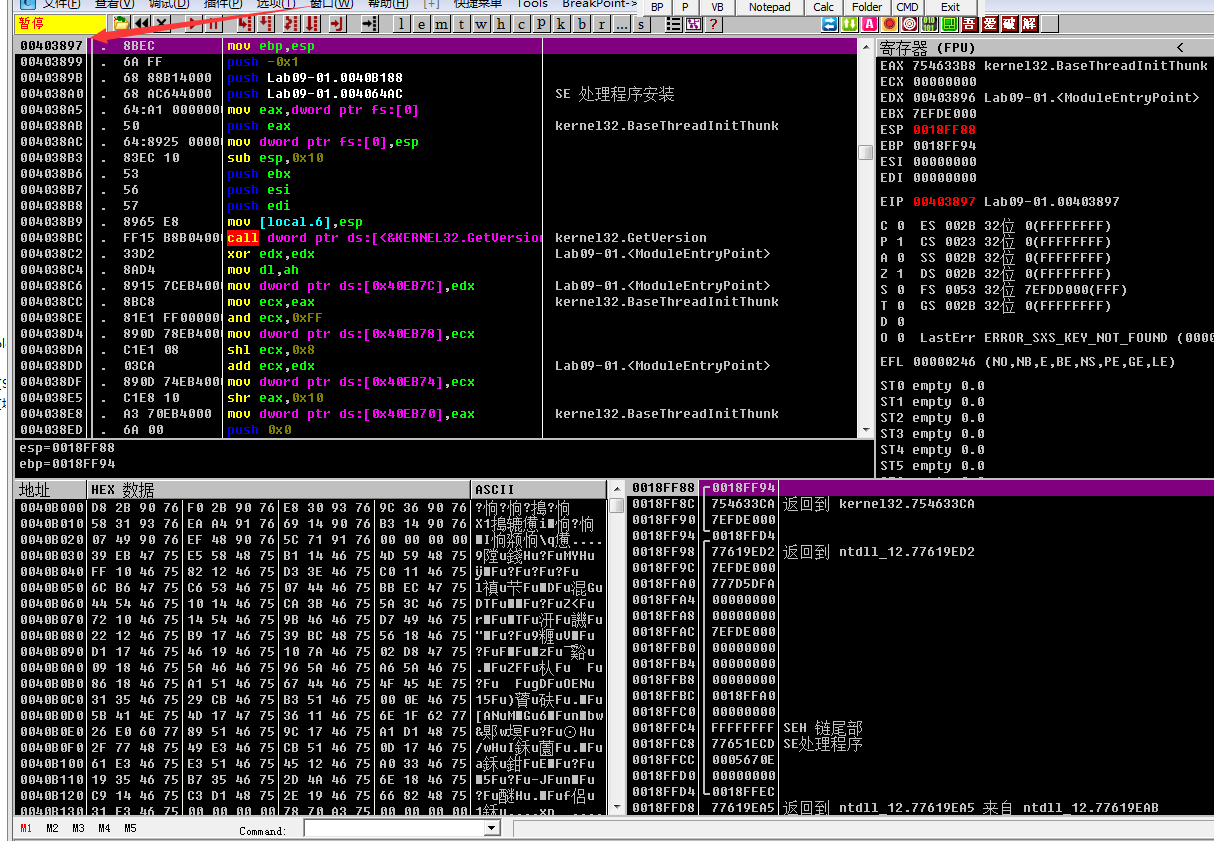 文件(F) 查看(V) 调试(D) 插件(P) 选项(T) 窗口(W) 帮助(H) [+] 快捷菜单 Tools BreakPoint-> BP P VB Notepad Calc Folder CMD Exit
暂停 l e m t w h c p k b r ... s ? 吾 爱 破 解
00403897 . 8BEC mov ebp,esp
00403899 . 6A FF push -0x1
0040389B . 68 88B14000 push Lab09-01.0040B188
004038A0 . 68 AC644000 push Lab09-01.004064AC SE 处理程序安装
004038A5 . 64:A1 0000000 mov eax,dword ptr fs:[0]
004038AB . 50 push eax kernel32.BaseThreadInitThunk
004038AC . 64:8925 00000 mov dword ptr fs:[0],esp
004038B3 . 83EC 10 sub esp,0x10
004038B6 . 53 push ebx
004038B7 . 56 push esi
004038B8 . 57 push edi
004038B9 . 8965 E8 mov [local.6],esp
004038BC . FF15 B8B04000 call dword ptr ds:[<&KERNEL32.GetVersion kernel32.GetVersion
004038C2 . 33D2 xor edx,edx Lab09-01.<ModuleEntryPoint>
004038C4 . 8AD4 mov dl,ah
004038C6 . 8915 7CEB4000 mov dword ptr ds:[0x40EB7C],edx Lab09-01.<ModuleEntryPoint>
004038CC . 8BC8 mov ecx,eax kernel32.BaseThreadInitThunk
004038CE . 81E1 FF000000 and ecx,0xFF
004038D4 . 890D 78EB4000 mov dword ptr ds:[0x40EB78],ecx
004038DA . C1E1 08 shl ecx,0x8
004038DD . 03CA add ecx,edx Lab09-01.<ModuleEntryPoint>
004038DF . 890D 74EB4000 mov dword ptr ds:[0x40EB74],ecx
004038E5 . C1E8 10 shr eax,0x10
004038E8 . A3 70EB4000 mov dword ptr ds:[0x40EB70],eax kernel32.BaseThreadInitThunk
004038ED . 6A 00 push 0x0
esp=0018FF88
ebp=0018FF94
寄存器 (FPU) <
EAX 754633B8 kernel32.BaseThreadInitThunk
ECX 00000000
EDX 00403896 Lab09-01.<ModuleEntryPoint>
EBX 7EFDE000
ESP 0018FF88
EBP 0018FF94
ESI 00000000
EDI 00000000
EIP 00403897 Lab09-01.00403897
C 0 ES 002B 32位 0(FFFFFFFF)
P 1 CS 0023 32位 0(FFFFFFFF)
A 0 SS 002B 32位 0(FFFFFFFF)
Z 1 DS 002B 32位 0(FFFFFFFF)
S 0 FS 0053 32位 7EFDD000(FFF)
T 0 GS 002B 32位 0(FFFFFFFF)
D 0
O 0 LastErr ERROR_SXS_KEY_NOT_FOUND (0000
EFL 00000246 (NO,NB,E,BE,NS,PE,GE,LE)
ST0 empty 0.0
ST1 empty 0.0
ST2 empty 0.0
ST3 empty 0.0
ST4 empty 0.0
ST5 empty 0.0
地址 HEX 数据 ASCII
0040B000 D8 2B 90 76 F0 2B 90 76 E8 30 93 76 9C 36 90 76
0040B010 58 31 93 76 EA A4 91 76 69 14 90 76 B3 14 90 76
0040B020 07 49 90 76 EF 48 90 76 5C 71 91 76 00 00 00 00
0040B030 39 EB 47 75 E5 58 48 75 B1 14 46 75 4D 59 48 75
0040B040 FF 10 46 75 82 12 46 75 D3 3E 46 75 C0 11 46 75
0040B050 6C B6 47 75 C6 53 46 75 07 44 46 75 BB EC 47 75
0040B060 44 54 46 75 10 14 46 75 CA 3B 46 75 5A 3C 46 75
0040B070 72 10 46 75 14 54 46 75 9B 46 46 75 D7 49 46 75
0040B080 22 12 46 75 B9 17 46 75 39 BC 48 75 56 18 46 75
0040B090 D1 17 46 75 46 19 46 75 10 7A 46 75 02 D8 47 75
0040B0A0 09 18 46 75 5A 46 46 75 96 5A 46 75 A6 5A 46 75
0040B0B0 86 18 46 75 A1 51 46 75 67 44 46 75 4F 45 4E 75
0040B0C0 31 35 46 75 29 CB 46 75 B3 51 46 75 00 0E 46 75
0040B0D0 5B 41 4E 75 4D 17 47 75 36 11 46 75 6E 1F 62 77
0040B0E0 26 E0 60 77 89 51 46 75 9C 17 46 75 A1 D1 48 75
0040B0F0 2F 77 48 75 49 E3 46 75 CB 51 46 75 0D 17 46 75
0040B100 61 E3 46 75 E3 51 46 75 45 12 46 75 A0 33 46 75
0040B110 19 35 46 75 B7 35 46 75 2D 4A 46 75 6E 18 46 75
0040B120 C9 14 46 75 C3 D1 48 75 2E 19 46 75 66 82 48 75
0040B130 31 E3 46 75 00 00 00 00 78 70 A3 75 00 00 00 00
0018FF88 0018FF94
0018FF8C 754633CA 返回到 kernel32.754633CA
0018FF90 7EFDE000
0018FF94 0018FFD4
0018FF98 77619ED2 返回到 ntdll_12.77619ED2
0018FF9C 7EFDE000
0018FFA0 777D5DFA
0018FFA4 00000000
0018FFA8 00000000
0018FFAC 7EFDE000
0018FFB0 00000000
0018FFB4 00000000
0018FFB8 00000000
0018FFBC 0018FFA0
0018FFC0 00000000
0018FFC4 FFFFFFFF SEH 链尾部
0018FFC8 77651ECD SE处理程序
0018FFCC 0005670E
0018FFD0 00000000
0018FFD4 0018FFEC
0018FFD8 77619EA5 返回到 ntdll_12.77619EA5 来自 ntdll_12.77619EAB
M1 M2 M3 M4 M5 Command: